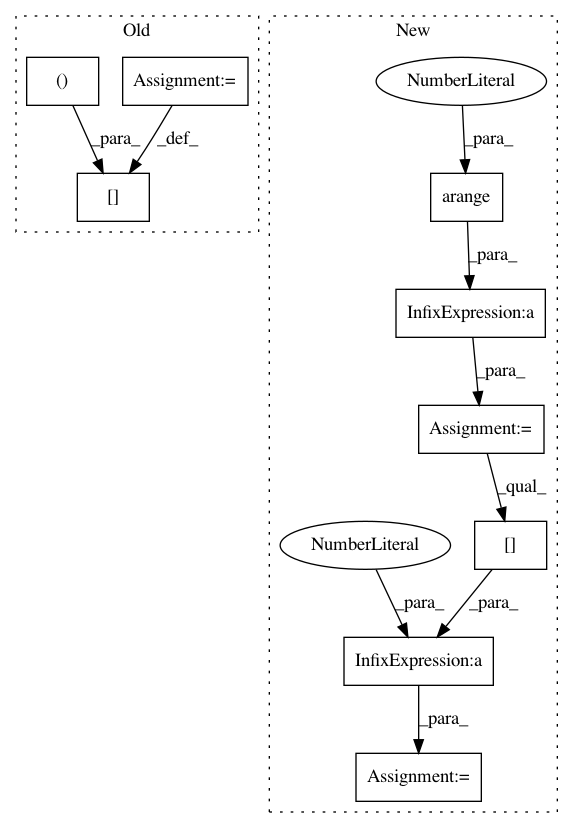 Old
New
()
Assignment:=
NumberLiteral
_para_
_def_
_para_
[]
arange
_para_
InfixExpression:a
_para_
Assignment:=
_qual_
NumberLiteral
[]
_para_
_para_
InfixExpression:a
_para_
Assignment:=